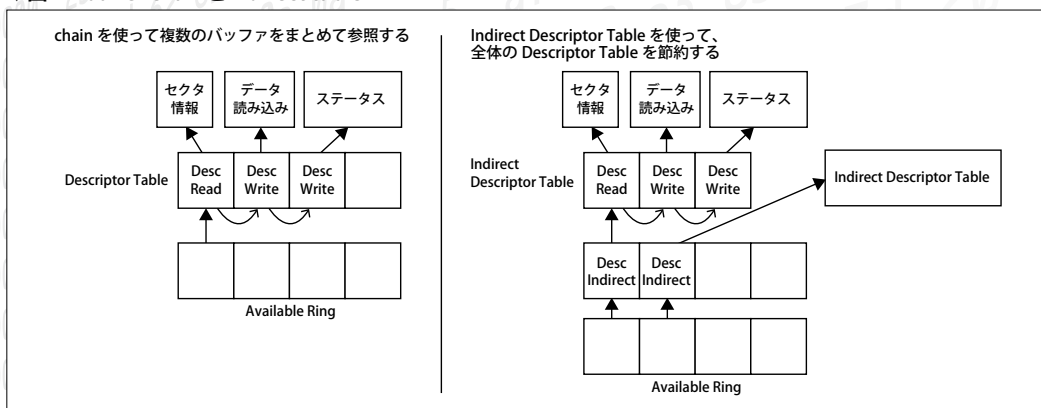 chain を使って複数のバッファをまとめて参照する
セクタ
情報
データ
読み込み
ステータス
Descriptor Table
Desc
Read
Desc
Write
Desc
Write
Available Ring
Indirect Descriptor Table を使って、
全体の Descriptor Table を節約する
セクタ
情報
データ
読み込み
ステータス
Indirect
Descriptor Table
Desc
Read
Desc
Write
Desc
Write
Indirect Descriptor Table
Desc
Indirect
Desc
Indirect
Available Ring